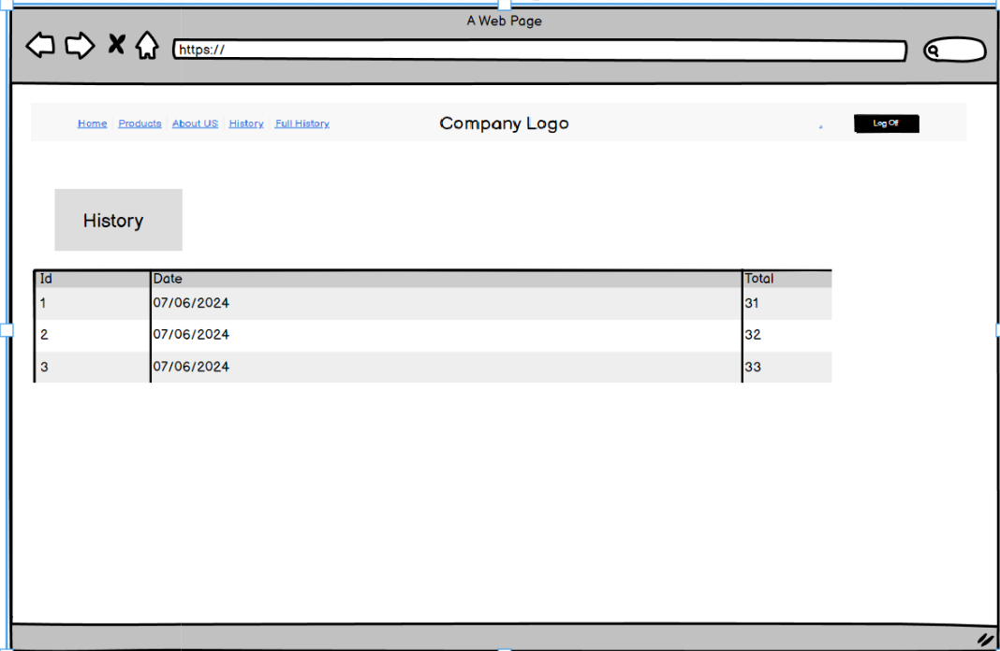 A Web Page
https://
Home Products About US History Full History Company Logo Log Off
History
Id Date Total
1 07/06/2024 31
2 07/06/2024 32
3 07/06/2024 33